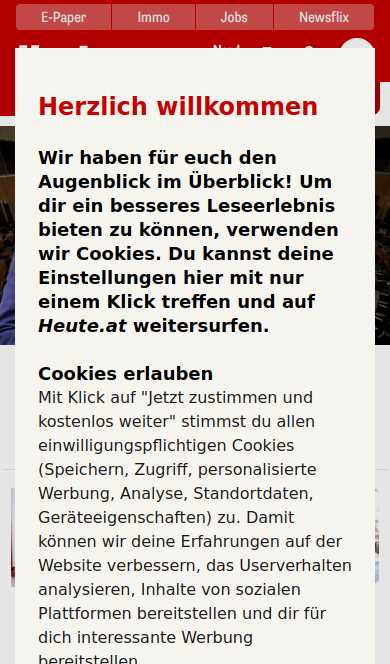 E-Paper Immo Jobs Newsflix
Herzlich willkommen
Wir haben für euch den
Augenblick im Überblick! Um
dir ein besseres Leseerlebnis
bieten zu können, verwenden
wir Cookies. Du kannst deine
Einstellungen hier mit nur
einem Klick treffen und auf
Heute.at weitersurfen.
Cookies erlauben
Mit Klick auf "Jetzt zustimmen und
kostenlos weiter" stimmst du allen
einwilligungspflichtigen Cookies
(Speichern, Zugriff, personalisierte
Werbung, Analyse, Standortdaten,
Geräteeigenschaften) zu. Damit
können wir deine Erfahrungen auf der
Website verbessern, das Userverhalten
analysieren, Inhalte von sozialen
Plattformen bereitstellen und dir für
dich interessante Werbung
bereitstellen